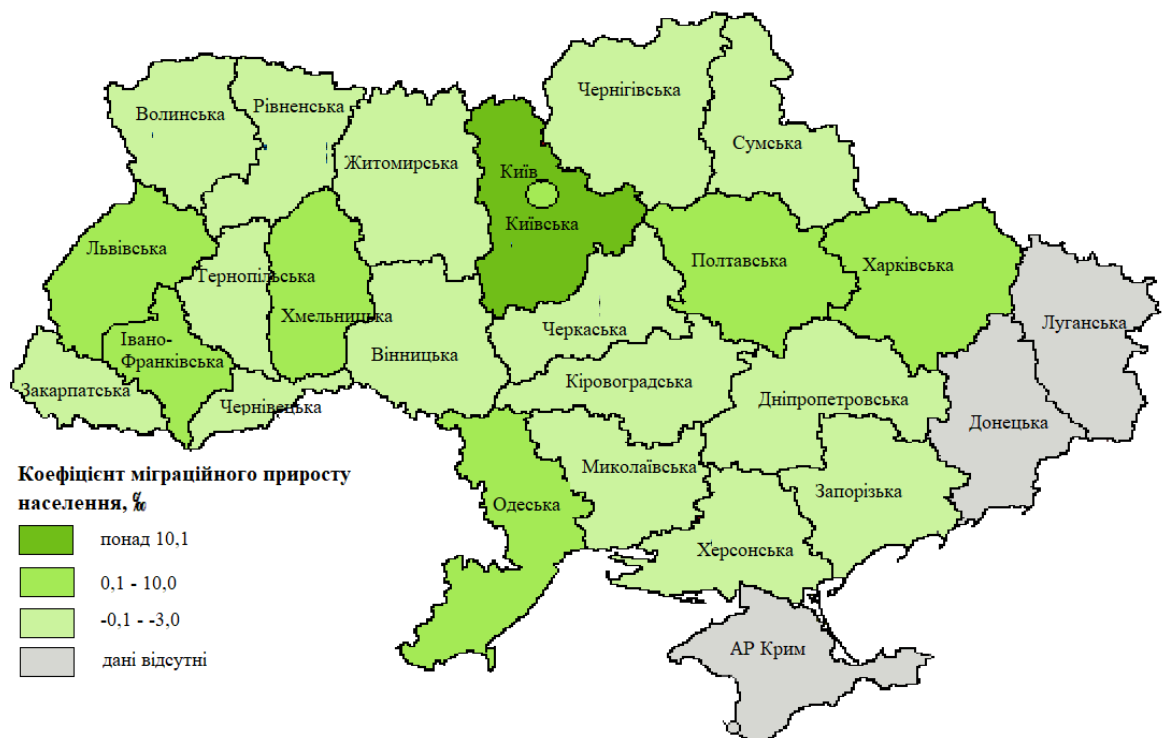 Чернігівська
Волинська
Рівненська
Сумська
Житомирська
Київ
Київська
Львівська
Полтавська
Харківська
Тернопільська
Хмельницька
Луганська
Черкаська
Івано-
Франківська
Вінницька
Кіровоградська
Закарпатська
Чернівецька
Дніпропетровська
Донецька
Миколаївська
Запорізька
Одеська
Херсонська
АР Крим
Коефіцієнт міграційного приросту
населення, ‰
понад 10,1
0,1 - 10,0
-0,1 - -3,0
дані відсутні